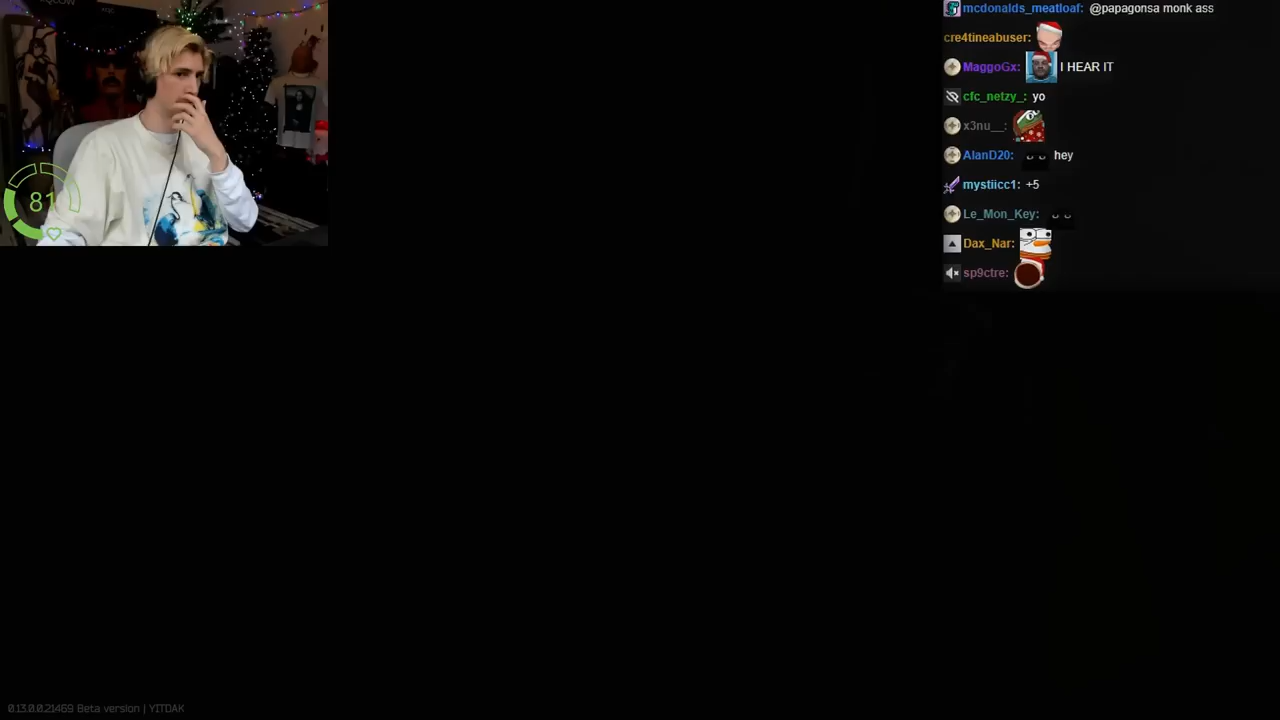 mcdonalds_meatloaf: @papagonsa monk ass
cre4tineabuser:
MaggoGx: I HEAR IT
cfc_netzy_: yo
x3nu__:
AlanD20: hey
mystiicc1: +5
Le_Mon_Key:
Dax_Nar:
sp9ctre:
81
0.13.0.0.21469 Beta version | YITDAK